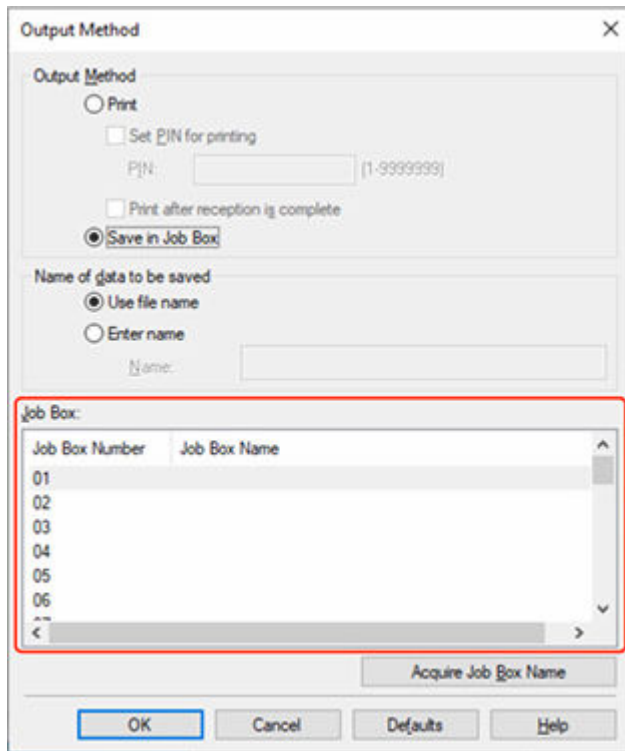 Output Method
Output Method
Print
Set PIN for printing
PIN: (1-9999999)
Print after reception is complete
Save in Job Box
Name of data to be saved
Use file name
Enter name
Name:
Job Box:
Job Box Number Job Box Name
01
02
03
04
05
06
Acquire Job Box Name
OK Cancel Defaults Help